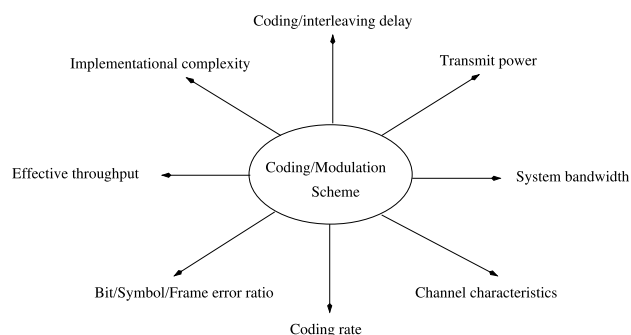 Coding/interleaving delay
Implementational complexity
Transmit power
Effective throughput
Coding/Modulation
Scheme
System bandwidth
Bit/Symbol/Frame error ratio
Channel characteristics
Coding rate